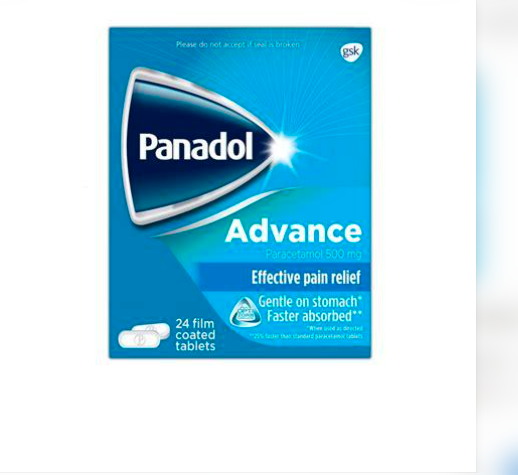 Please do not accept if seal is broken
gsk
Panadol
Advance
Paracetamol 500 mg
Effective pain relief
Gentle on stomach*
Faster absorbed**
24 film
coated
tablets
*When used as directed
**25% faster than standard paracetamol tablets